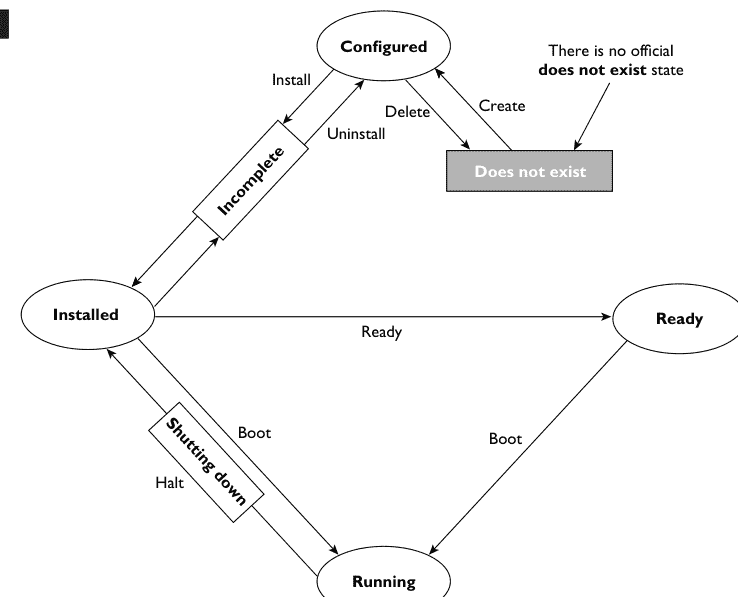 Configured
There is no official
does not exist state
Install
Delete
Create
Uninstall
Incomplete
Does not exist
Installed
Ready
Ready
Boot
Boot
Shutting down
Halt
Running